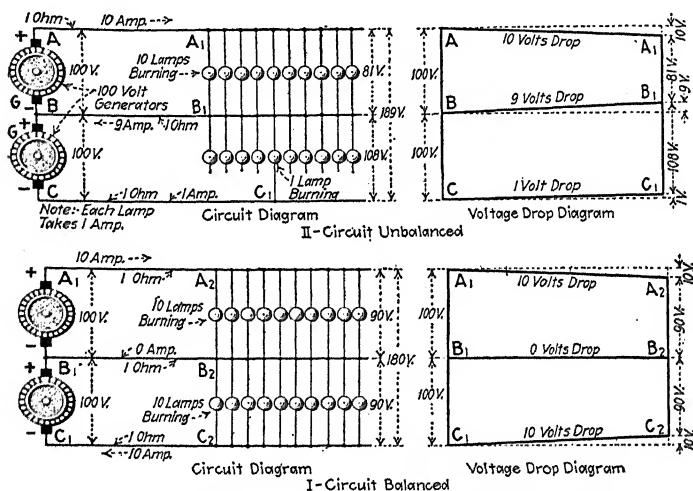 1 Ohm 10 Amp.
+ A A1
10 Lamps
Burning
100V.
81V.
G 100 Volt
Generators
- B B1
189V.
9 Amp. 1 Ohm
G +
100V.
108V.
- C 1 Ohm 1 Amp. C1 1 Lamp
Burning
Note:- Each Lamp
Takes 1 Amp.
Circuit Diagram
A 10 Volts Drop A1
10V.
100V.
81V.
B 9 Volts Drop B1
9V.
100V.
108V.
C 1 Volt Drop C1
1V.
Voltage Drop Diagram
II-Circuit Unbalanced
10 Amp.
+ A1 1 Ohm A2
10 Lamps
Burning
100V.
90V.
- 0 Amp.
180V.
+ B1 1 Ohm B2
100V.
10 Lamps
Burning
90V.
- C1 1 Ohm C2
10 Amp.
Circuit Diagram
A1 10 Volts Drop A2
10V.
100V.
90V.
B1 0 Volts Drop B2
100V.
90V.
C1 10 Volts Drop C2
10V.
Voltage Drop Diagram
I-Circuit Balanced